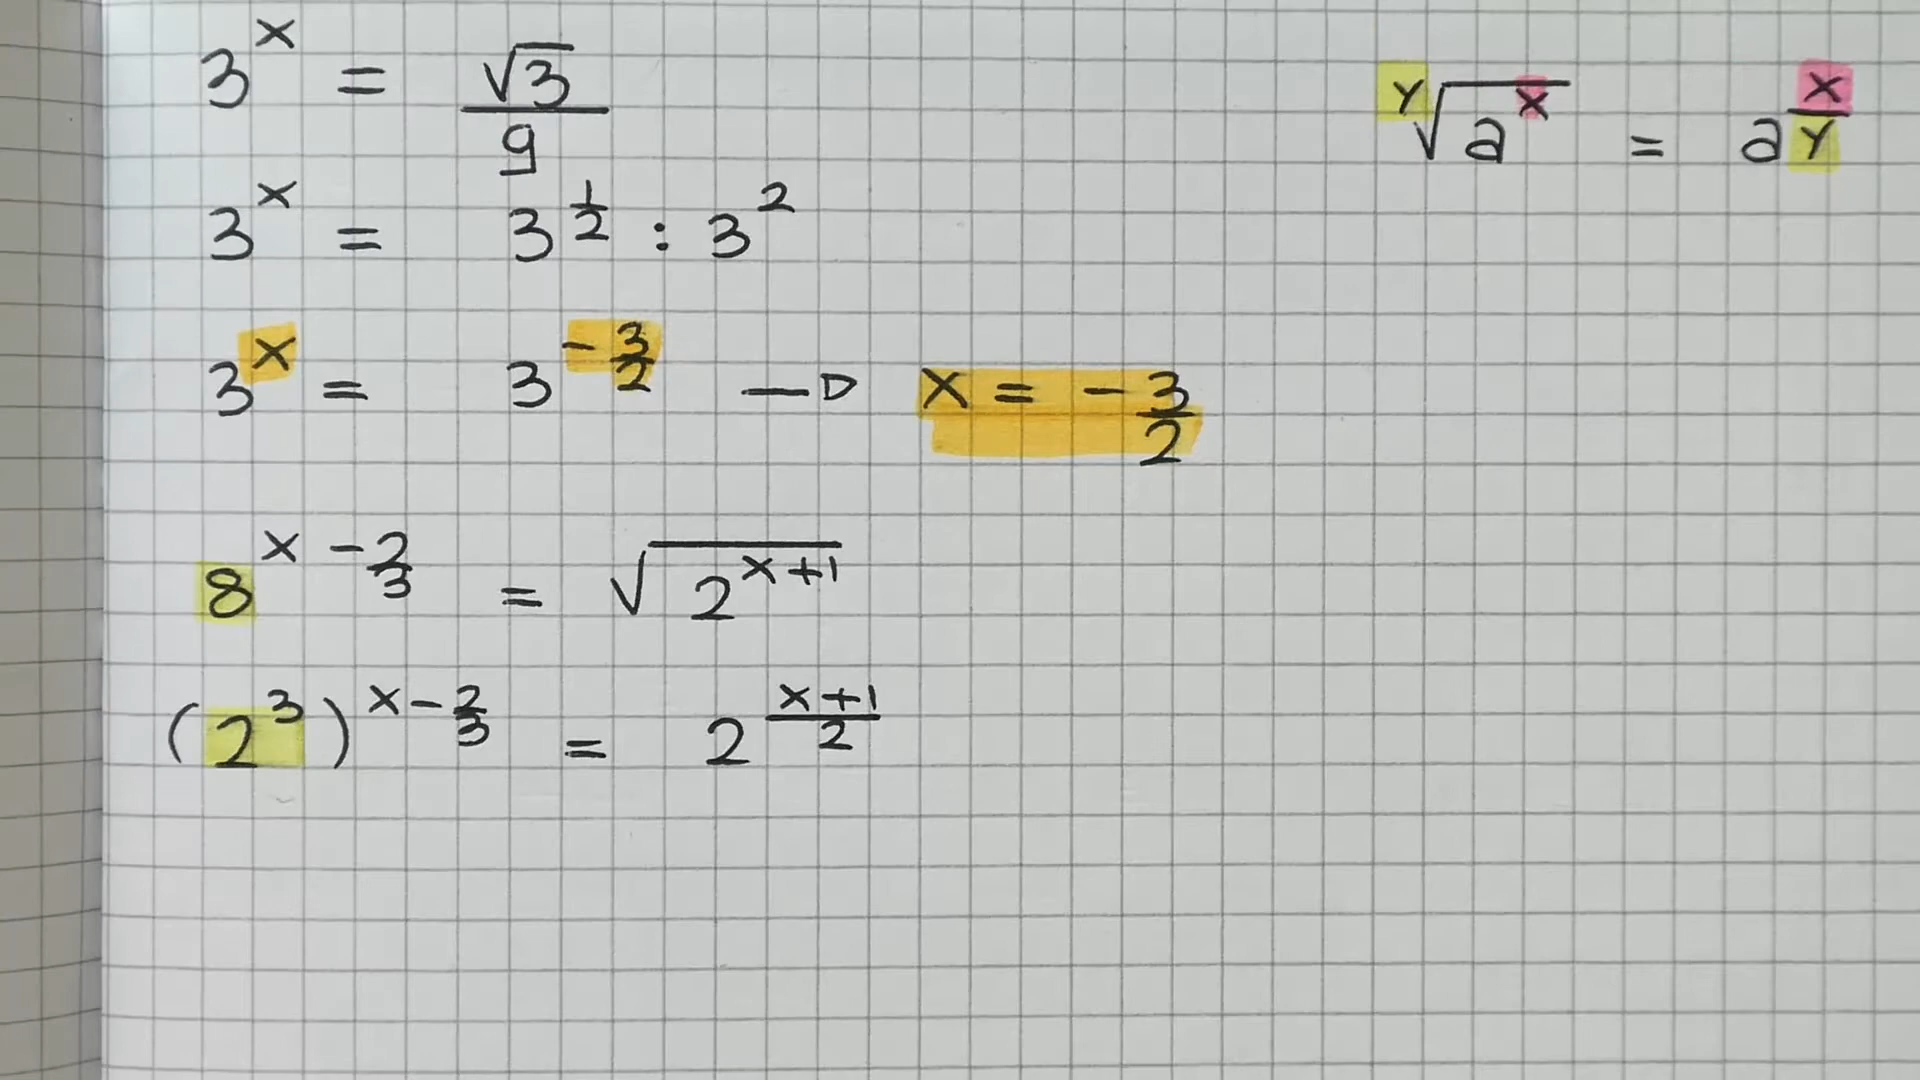 3^x = √3/9
ʸ√(a^x) = a^(x/y)
3^x = 3^(1/2) : 3^2
3^x = 3^(-3/2) —▷ x = -3/2
8^(x - 2/3) = √(2^(x+1))
(2^3)^(x - 2/3) = 2^((x+1)/2)